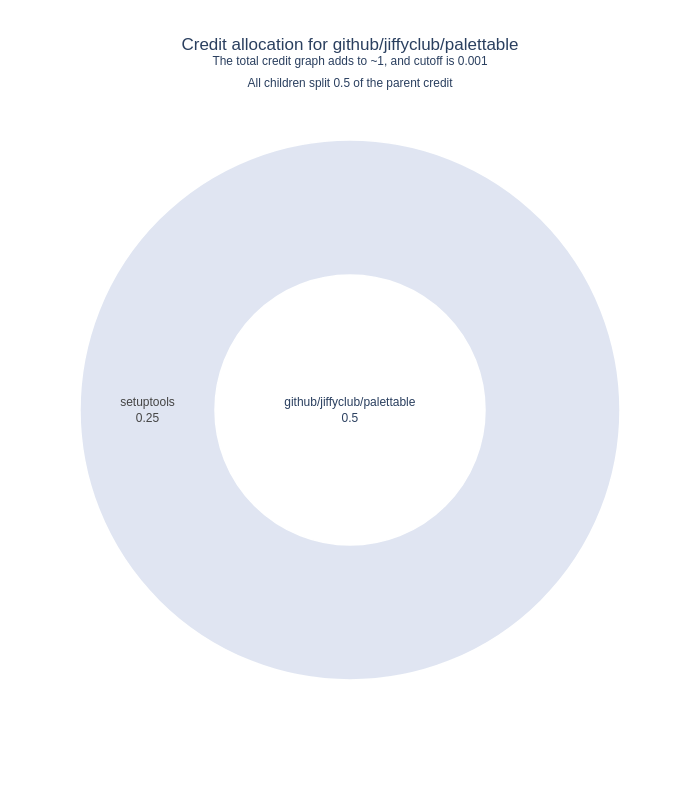 Credit allocation for github/jiffyclub/palettable
The total credit graph adds to ~1, and cutoff is 0.001
All children split 0.5 of the parent credit
setuptools
0.25
github/jiffyclub/palettable
0.5